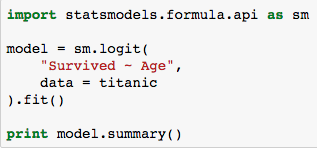 import statsmodels.formula.api as sm
model = sm.logit(
    "Survived ~ Age",
    data = titanic
).fit()
print model.summary()